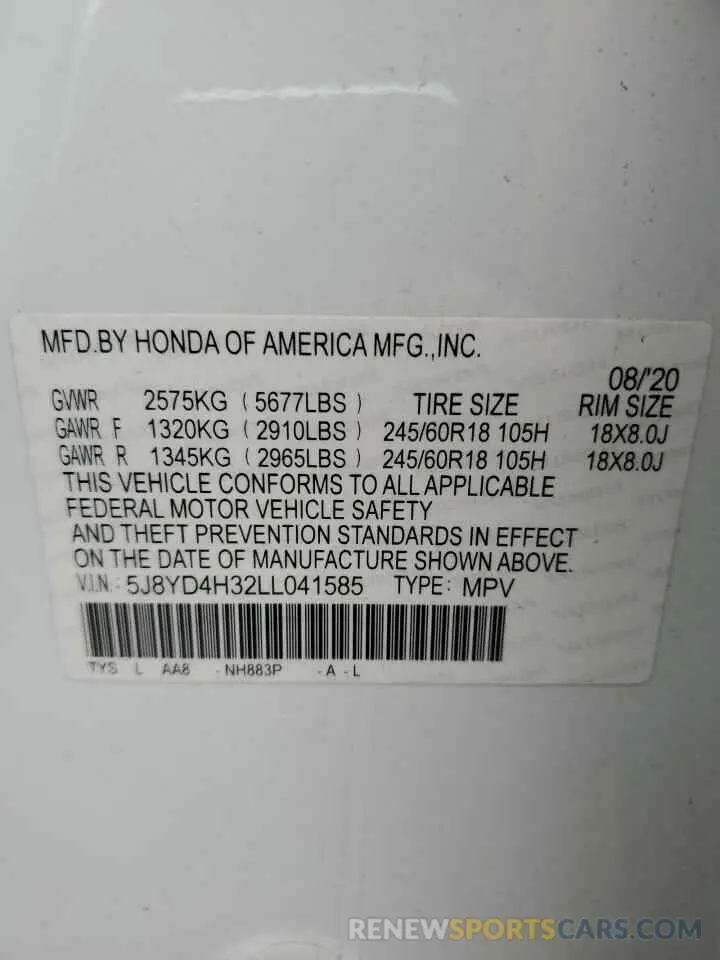 MFD.BY HONDA OF AMERICA MFG.,INC.
08/'20
GVWR 2575KG ( 5677LBS ) TIRE SIZE RIM SIZE
GAWR F 1320KG ( 2910LBS ) 245/60R18 105H 18X8.0J
GAWR R 1345KG ( 2965LBS ) 245/60R18 105H 18X8.0J
THIS VEHICLE CONFORMS TO ALL APPLICABLE
FEDERAL MOTOR VEHICLE SAFETY
AND THEFT PREVENTION STANDARDS IN EFFECT
ON THE DATE OF MANUFACTURE SHOWN ABOVE.
V.I.N.: 5J8YD4H32LL041585 TYPE: MPV
TYS L AA8 - NH883P - A - L
RENEWSPORTSCARS.COM